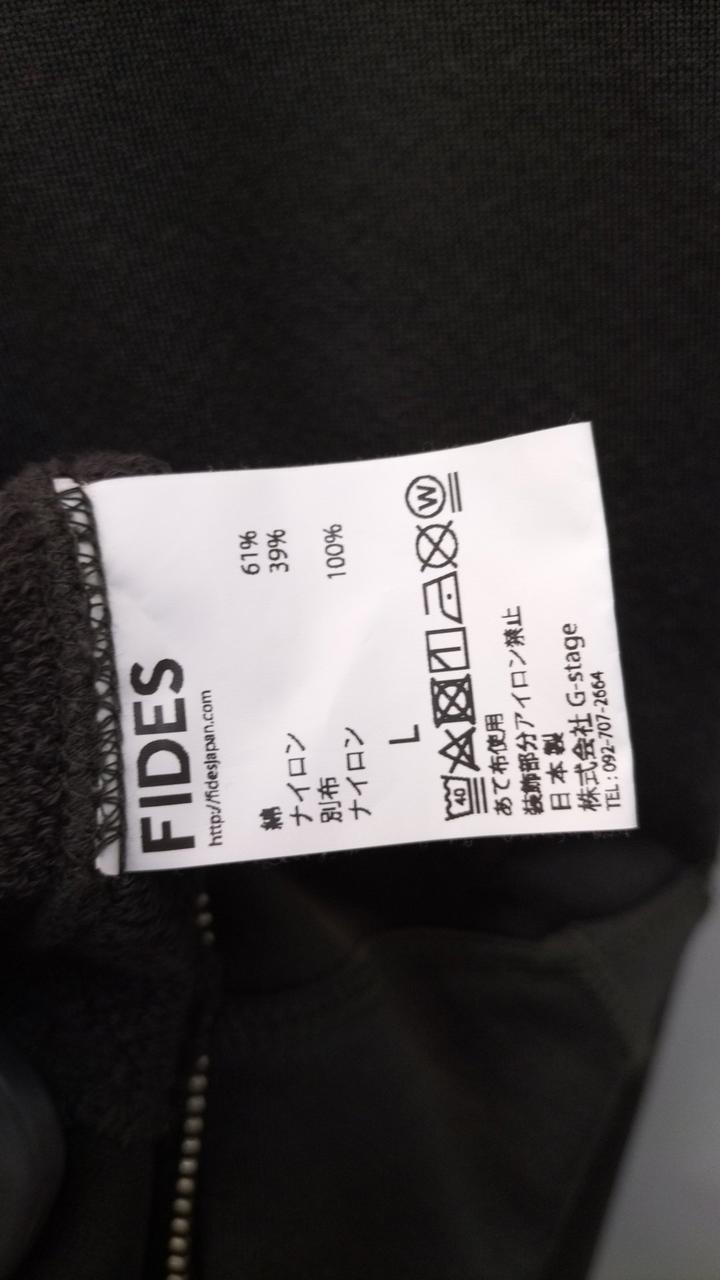 FIDES
http://fidesjapan.com
綿 61%
ナイロン 39%
別布
ナイロン 100%
L
40
W
あて布使用
装飾部分アイロン禁止
日本製
株式会社 G-stage
TEL : 092-707-2664